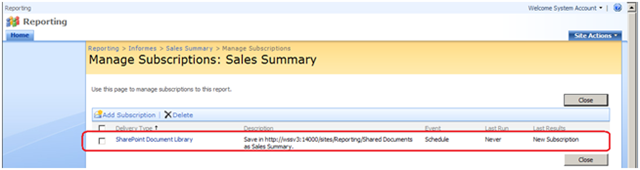 Reporting
Welcome System Account
Reporting
Home
Site Actions
Reporting > Informes > Sales Summary > Manage Subscriptions
Manage Subscriptions: Sales Summary
Use this page to manage subscriptions to this report.
Close
Add Subscription | Delete
Delivery Type Description Event Last Run Last Results
SharePoint Document Library Save in http://wssv3:14000/sites/Reporting/Shared Documents Schedule Never New Subscription
as Sales Summary.
Close